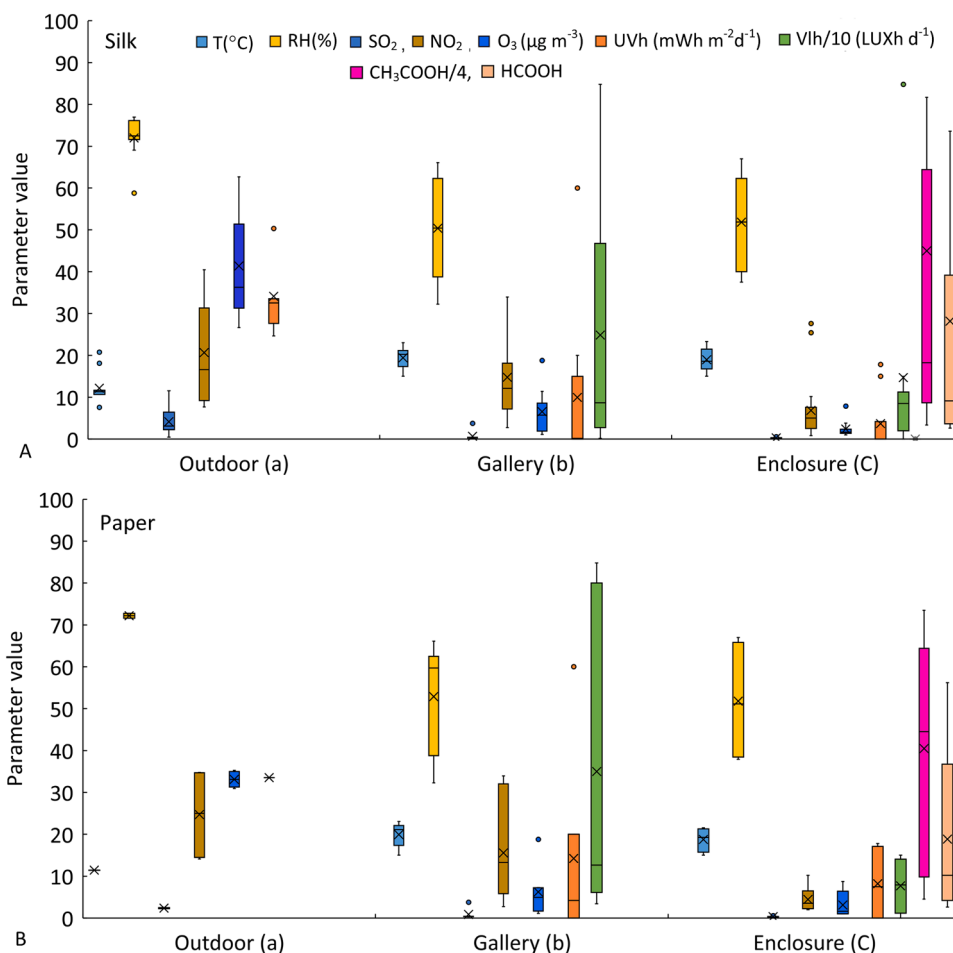 100
90
80
70
60
50
40
30
20
10
0
Parameter value
Silk
T(°C) RH(%) SO₂ , NO₂ , O₃ (µg m⁻³) UVh (mWh m⁻²d⁻¹) Vlh/10 (LUXh d⁻¹)
CH₃COOH/4, HCOOH
A
Outdoor (a) Gallery (b) Enclosure (C)
100
90
80
70
60
50
40
30
20
10
0
Parameter value
Paper
B
Outdoor (a) Gallery (b) Enclosure (C)